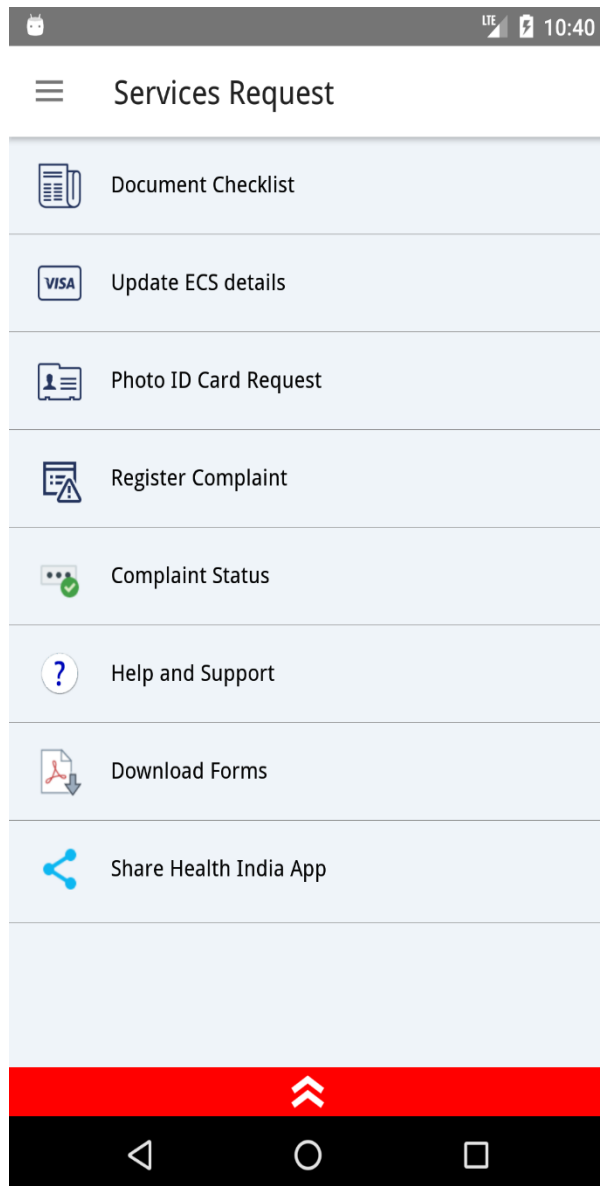 LTE 10:40
Services Request
Document Checklist
VISA Update ECS details
Photo ID Card Request
Register Complaint
Complaint Status
? Help and Support
Download Forms
Share Health India App